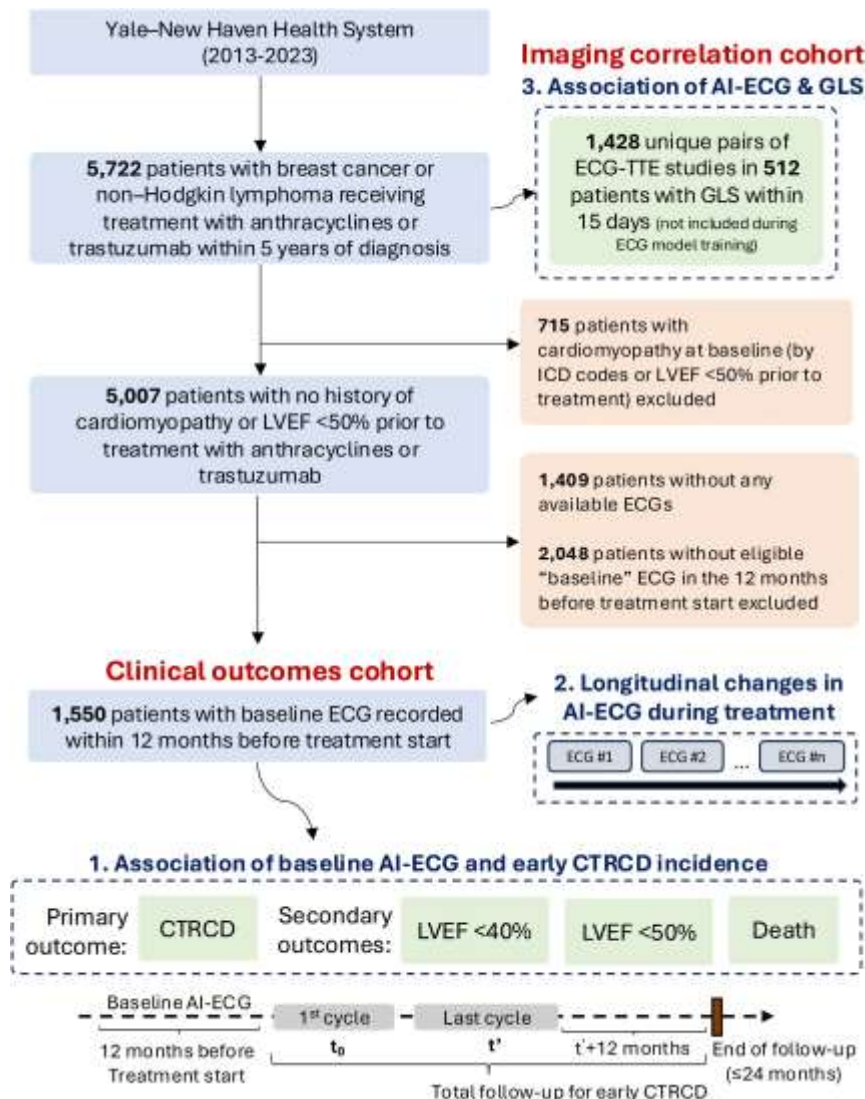 Yale–New Haven Health System
(2013-2023)
Imaging correlation cohort
3. Association of AI-ECG & GLS
5,722 patients with breast cancer or
non–Hodgkin lymphoma receiving
treatment with anthracyclines or
trastuzumab within 5 years of diagnosis
1,428 unique pairs of
ECG-TTE studies in 512
patients with GLS within
15 days (not included during
ECG model training)
715 patients with
cardiomyopathy at baseline (by
ICD codes or LVEF <50% prior to
treatment) excluded
5,007 patients with no history of
cardiomyopathy or LVEF <50% prior to
treatment with anthracyclines or
trastuzumab
1,409 patients without any
available ECGs
2,048 patients without eligible
“baseline” ECG in the 12 months
before treatment start excluded
Clinical outcomes cohort
1,550 patients with baseline ECG recorded
within 12 months before treatment start
2. Longitudinal changes in
AI-ECG during treatment
ECG #1 ECG #2 ... ECG #n
1. Association of baseline AI-ECG and early CTRCD incidence
Primary
outcome:
CTRCD
Secondary
outcomes:
LVEF <40%
LVEF <50%
Death
Baseline AI-ECG
1st cycle
Last cycle
12 months before
Treatment start
t0
t’
t’+12 months
End of follow-up
(≤24 months)
Total follow-up for early CTRCD